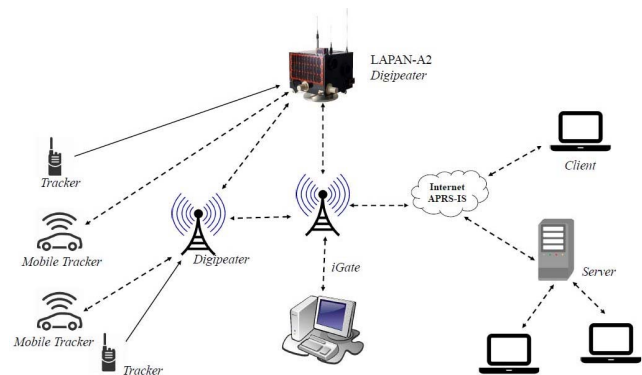 LAPAN-A2
Digipeater
Tracker
Client
Internet
APRS-IS
Mobile Tracker
Digipeater
iGate
Server
Mobile Tracker
Tracker